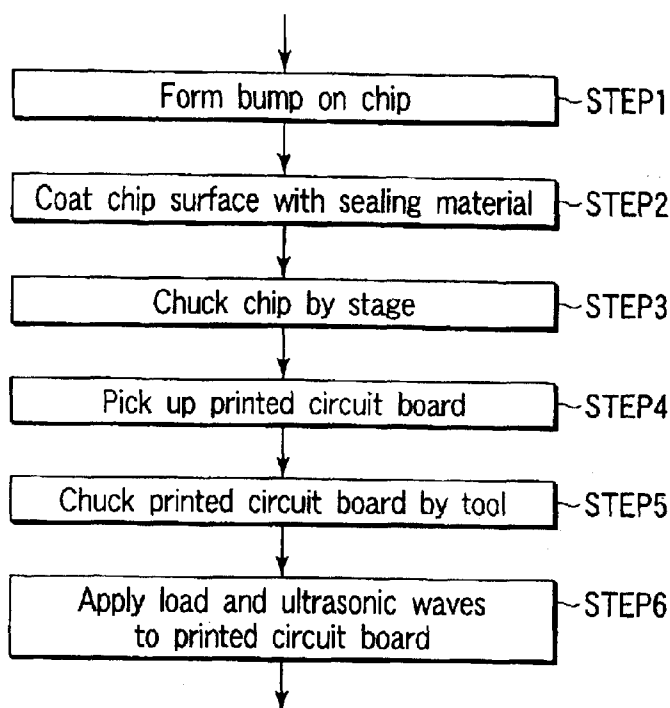 Form bump on chip
STEP1
Coat chip surface with sealing material
STEP2
Chuck chip by stage
STEP3
Pick up printed circuit board
STEP4
Chuck printed circuit board by tool
STEP5
Apply load and ultrasonic waves
to printed circuit board
STEP6